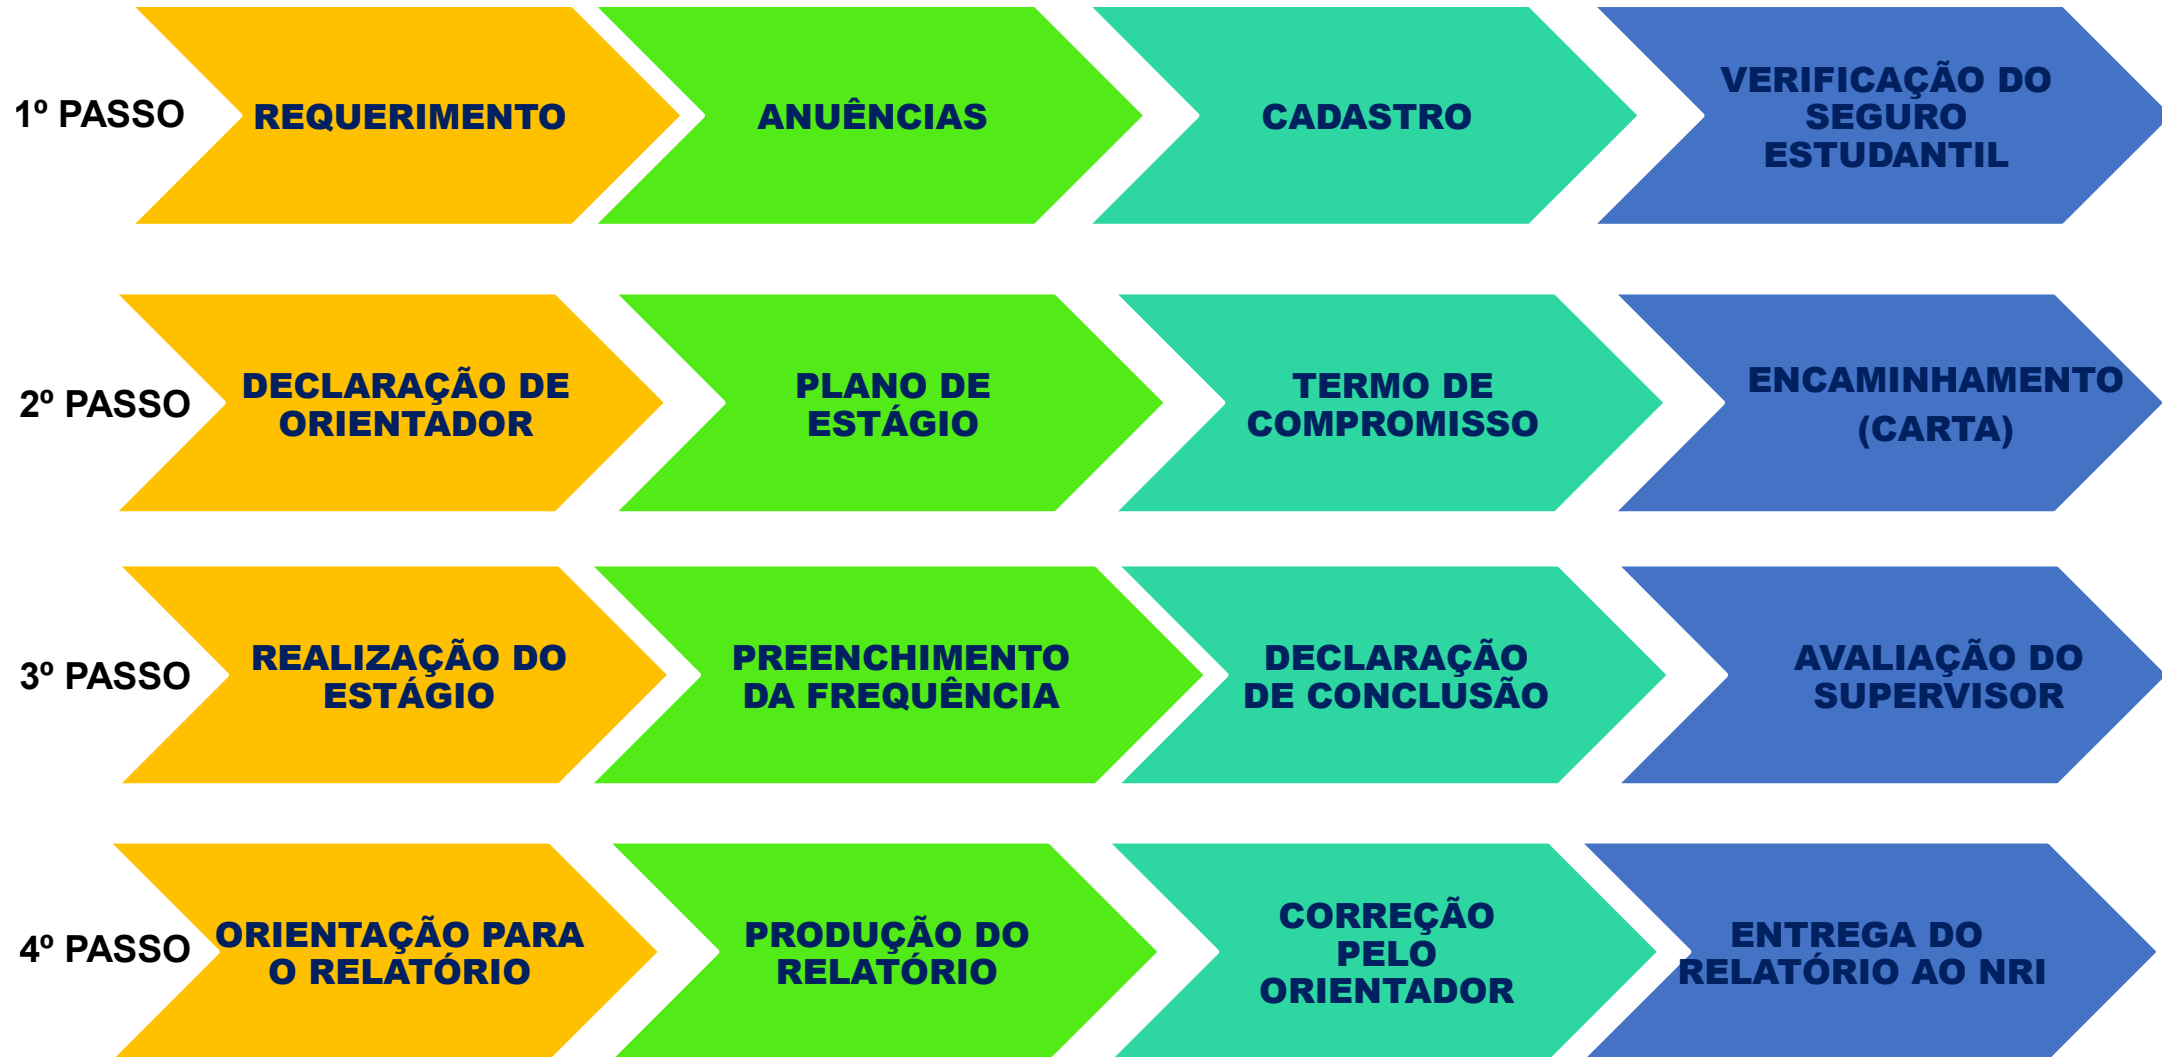 1º PASSO
REQUERIMENTO
ANUÊNCIAS
CADASTRO
VERIFICAÇÃO DO
SEGURO
ESTUDANTIL
2º PASSO
DECLARAÇÃO DE
ORIENTADOR
PLANO DE
ESTÁGIO
TERMO DE
COMPROMISSO
ENCAMINHAMENTO
(CARTA)
3º PASSO
REALIZAÇÃO DO
ESTÁGIO
PREENCHIMENTO
DA FREQUÊNCIA
DECLARAÇÃO
DE CONCLUSÃO
AVALIAÇÃO DO
SUPERVISOR
4º PASSO
ORIENTAÇÃO PARA
O RELATÓRIO
PRODUÇÃO DO
RELATÓRIO
CORREÇÃO
PELO
ORIENTADOR
ENTREGA DO
RELATÓRIO AO NRI